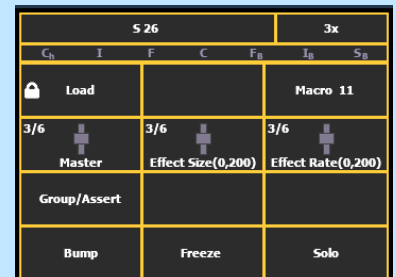 S 26 3x
Ch I F C FB IB SB
Load Macro 11
3/6 3/6 3/6
Master Effect Size(0,200) Effect Rate(0,200)
Group/Assert
Bump Freeze Solo